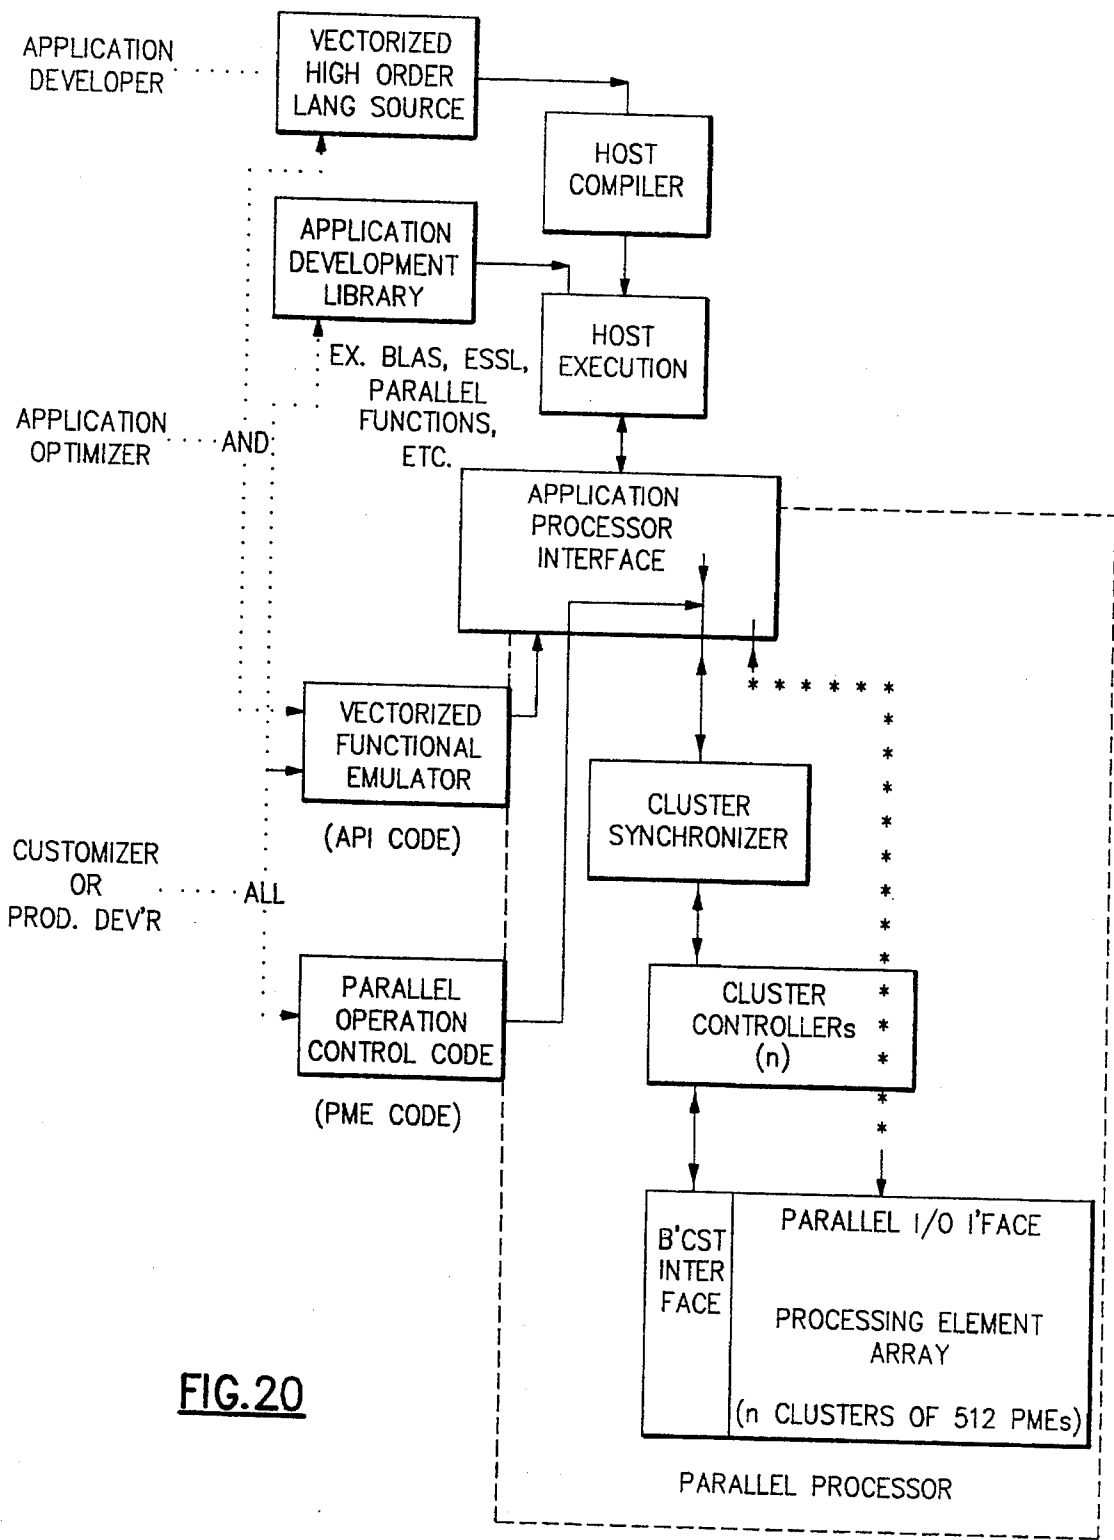 APPLICATION
DEVELOPER
VECTORIZED
HIGH ORDER
LANG SOURCE
HOST
COMPILER
APPLICATION
DEVELOPMENT
LIBRARY
HOST
EXECUTION
EX. BLAS, ESSL,
PARALLEL
FUNCTIONS,
ETC.
APPLICATION
OPTIMIZER
AND
APPLICATION
PROCESSOR
INTERFACE
VECTORIZED
FUNCTIONAL
EMULATOR
(API CODE)
CLUSTER
SYNCHRONIZER
CUSTOMIZER
OR
PROD. DEV'R
ALL
PARALLEL
OPERATION
CONTROL CODE
(PME CODE)
CLUSTER
CONTROLLERs
(n)
B'CST
INTER
FACE
PARALLEL I/O I'FACE
PROCESSING ELEMENT
ARRAY
(n CLUSTERS OF 512 PMEs)
PARALLEL PROCESSOR
FIG.20